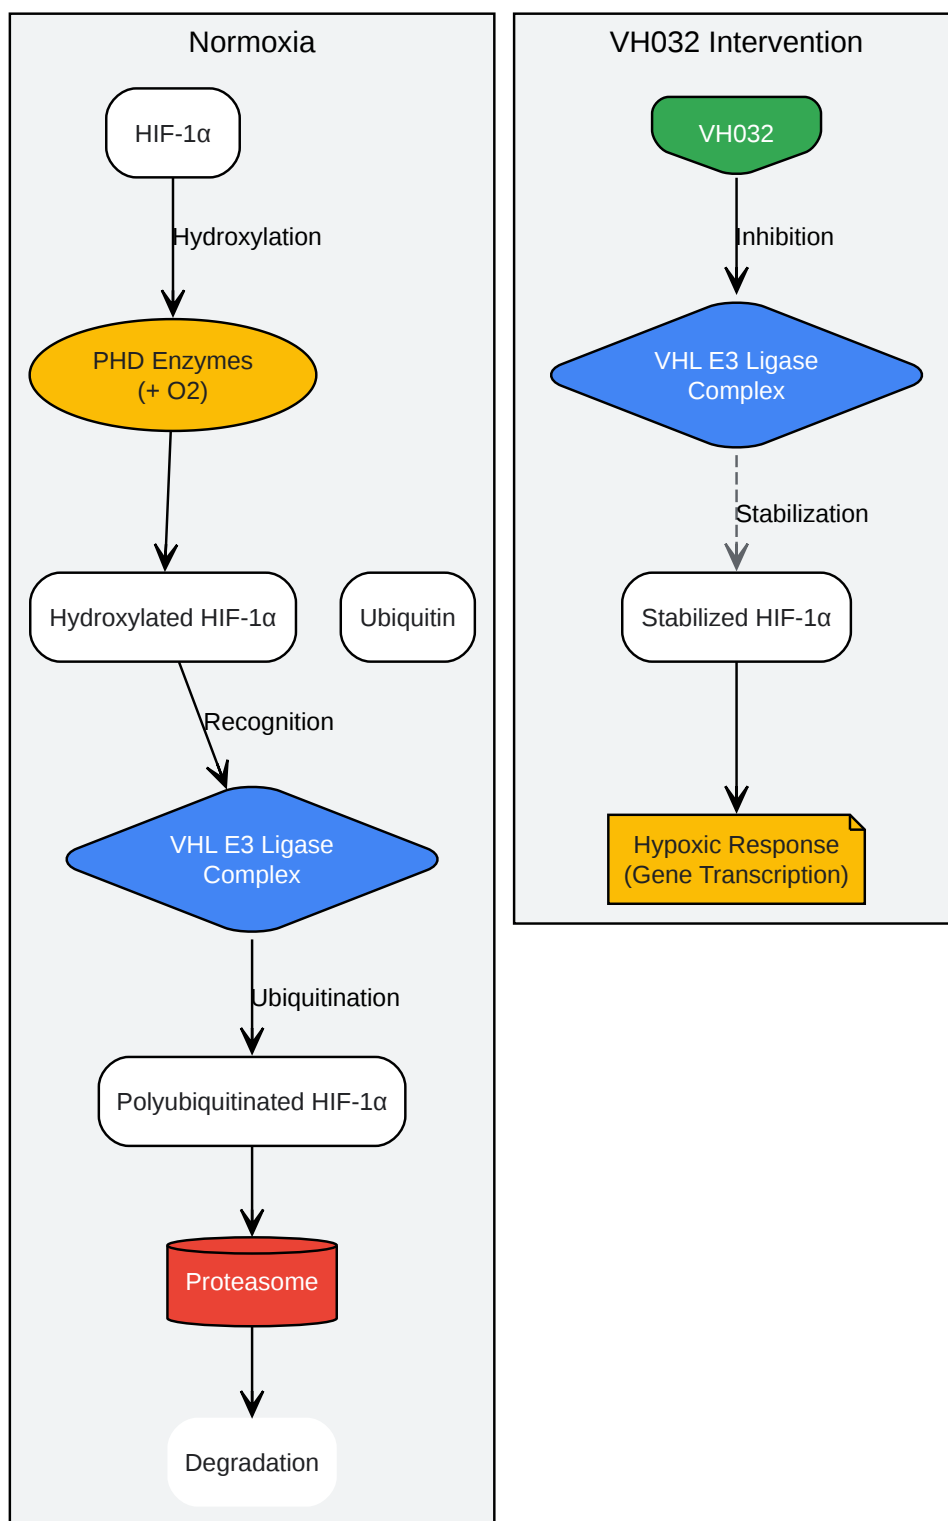 Normoxia
HIF-1α
Hydroxylation
PHD Enzymes
(+ O2)
Hydroxylated HIF-1α
Ubiquitin
Recognition
VHL E3 Ligase
Complex
Ubiquitination
Polyubiquitinated HIF-1α
Proteasome
Degradation
VH032 Intervention
VH032
Inhibition
VHL E3 Ligase
Complex
Stabilization
Stabilized HIF-1α
Hypoxic Response
(Gene Transcription)